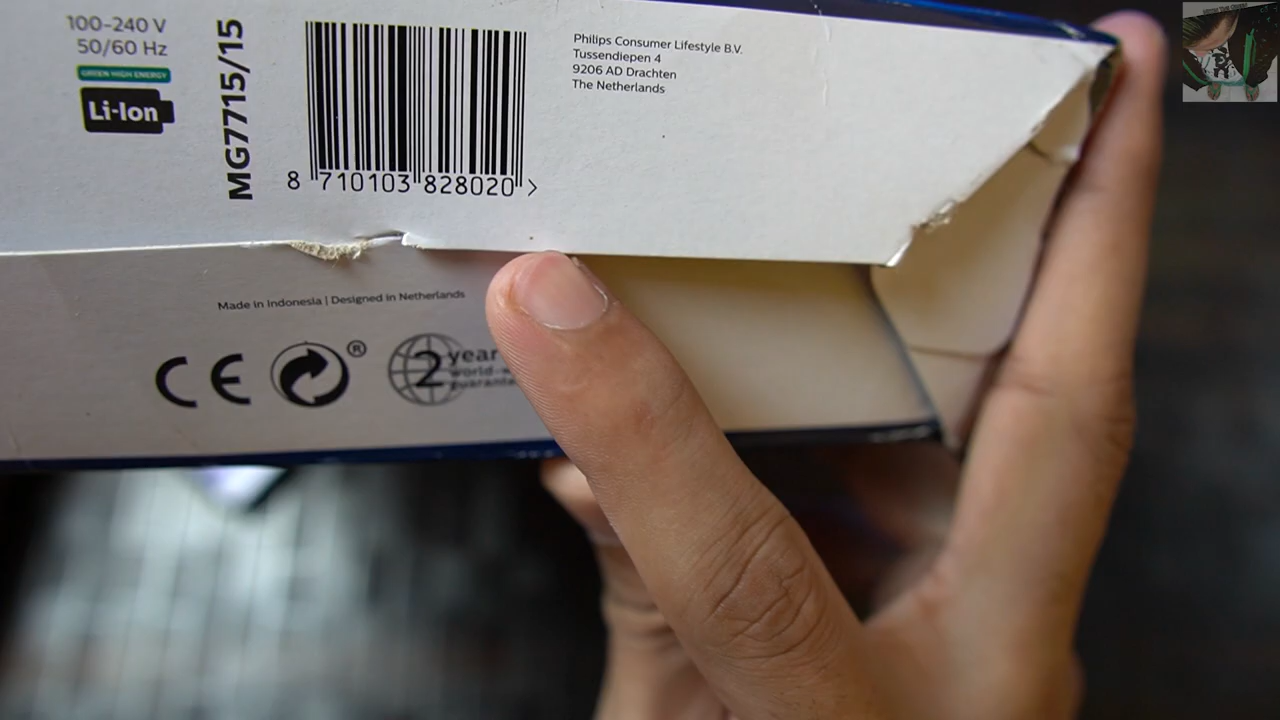 100-240 V
50/60 Hz
GREEN HIGH ENERGY
Li-Ion
MG7715/15
8 710103 828020 >
Philips Consumer Lifestyle B.V.
Tussendiepen 4
9206 AD Drachten
The Netherlands
Made in Indonesia | Designed in Netherlands
CE
®
2 year